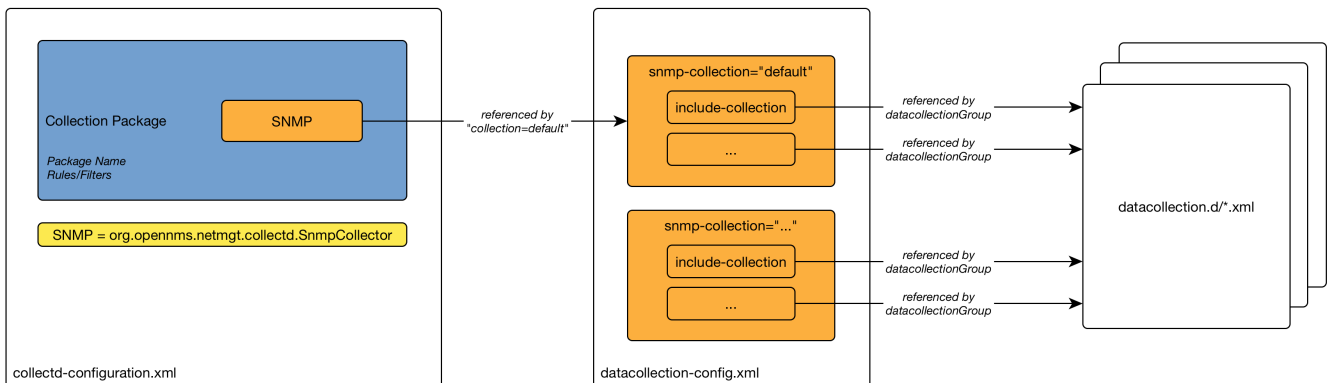 Collection Package
SNMP
Package Name
Rules/Filters
SNMP = org.opennms.netmgt.collectd.SnmpCollector
collectd-configuration.xml
referenced by
"collection=default"
snmp-collection="default"
include-collection
...
snmp-collection="..."
include-collection
...
datacollection-config.xml
referenced by
datacollectionGroup
referenced by
datacollectionGroup
referenced by
datacollectionGroup
referenced by
datacollectionGroup
datacollection.d/*.xml